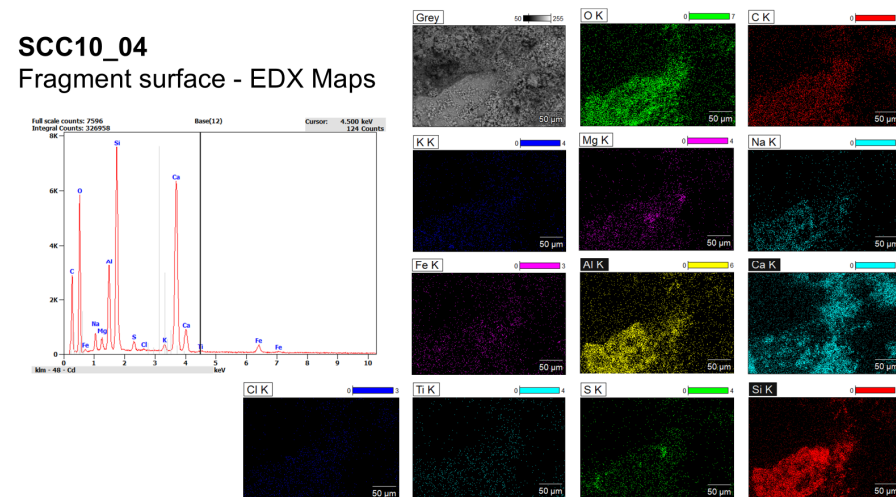 SCC10_04
Fragment surface - EDX Maps
Full scale counts: 7596
Integral Counts: 326958
Base(12)
Cursor: 4.500 keV
124 Counts
8K
6K
4K
2K
0
C
O
Fe
Na
Mg
Al
Si
S
Cl
K
Ca
Ca
Ti
Fe
Fe
0 1 2 3 4 5 6 7 8 9 10
klm - 48 - Cd
keV
Grey 50 255
50 µm
O K 0 7
50 µm
C K 0
50 µm
K K 0 4
50 µm
Mg K 0 4
50 µm
Na K 0
50 µm
Fe K 0 3
50 µm
Al K 0 6
50 µm
Ca K 0
50 µm
Cl K 0 3
50 µm
Ti K 0 4
50 µm
S K 0 4
50 µm
Si K 0
50 µm